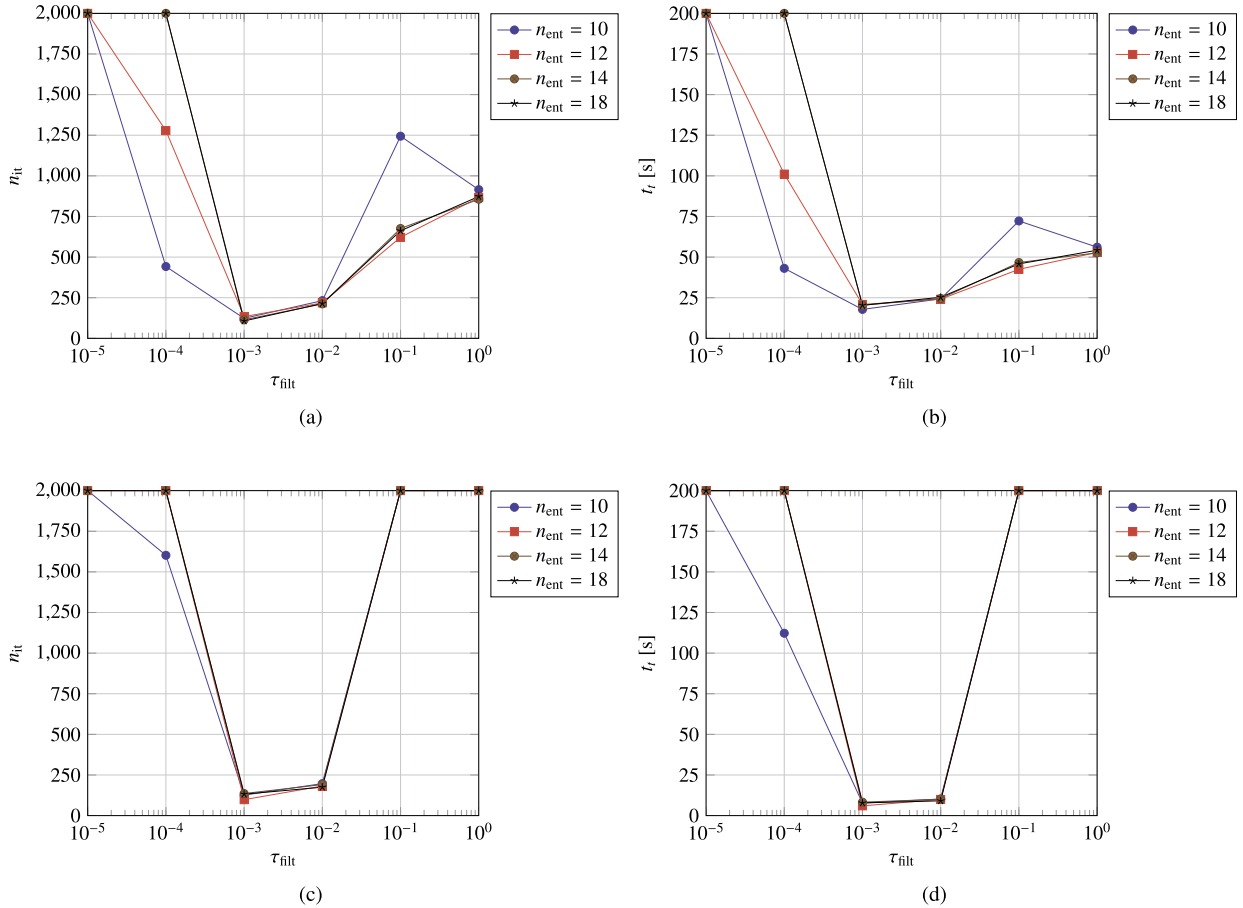 2,000
1,750
1,500
1,250
1,000
750
500
250
0
n_it
10^−5 10^−4 10^−3 10^−2 10^−1 10^0
τ_filt
n_ent = 10
n_ent = 12
n_ent = 14
n_ent = 18
(a)
200
175
150
125
100
75
50
25
0
t_t [s]
10^−5 10^−4 10^−3 10^−2 10^−1 10^0
τ_filt
n_ent = 10
n_ent = 12
n_ent = 14
n_ent = 18
(b)
2,000
1,750
1,500
1,250
1,000
750
500
250
0
n_it
10^−5 10^−4 10^−3 10^−2 10^−1 10^0
τ_filt
n_ent = 10
n_ent = 12
n_ent = 14
n_ent = 18
(c)
200
175
150
125
100
75
50
25
0
t_t [s]
10^−5 10^−4 10^−3 10^−2 10^−1 10^0
τ_filt
n_ent = 10
n_ent = 12
n_ent = 14
n_ent = 18
(d)